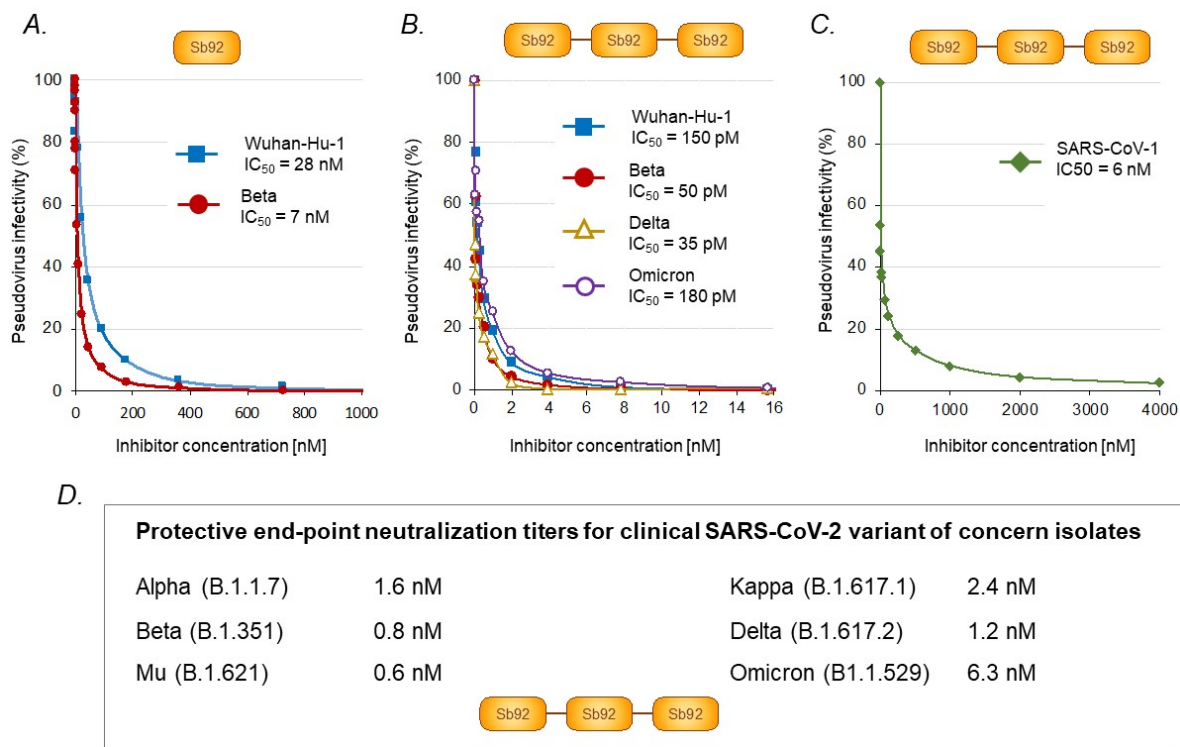 A.
Sb92
Pseudovirus infectivity (%)
100
80
60
40
20
0
Wuhan-Hu-1
IC50 = 28 nM
Beta
IC50 = 7 nM
0 200 400 600 800 1000
Inhibitor concentration [nM]
B.
Sb92 Sb92 Sb92
Pseudovirus infectivity (%)
100
80
60
40
20
0
Wuhan-Hu-1
IC50 = 150 pM
Beta
IC50 = 50 pM
Delta
IC50 = 35 pM
Omicron
IC50 = 180 pM
0 2 4 6 8 10 12 14 16
Inhibitor concentration [nM]
C.
Sb92 Sb92 Sb92
Pseudovirus infectivity (%)
100
80
60
40
20
0
SARS-CoV-1
IC50 = 6 nM
0 1000 2000 3000 4000
Inhibitor concentration [nM]
D.
Protective end-point neutralization titers for clinical SARS-CoV-2 variant of concern isolates
Alpha (B.1.1.7) 1.6 nM Kappa (B.1.617.1) 2.4 nM
Beta (B.1.351) 0.8 nM Delta (B.1.617.2) 1.2 nM
Mu (B.1.621) 0.6 nM Omicron (B1.1.529) 6.3 nM
Sb92 Sb92 Sb92